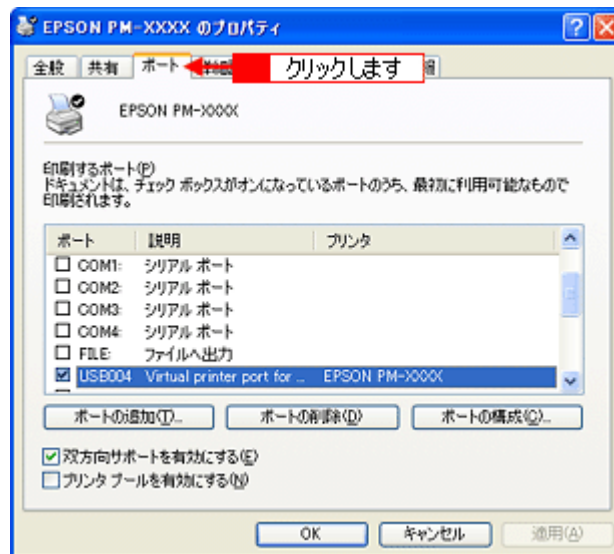 EPSON PM-XXXX のプロパティ
全般 共有 ポート クリックします
EPSON PM-XXXX
印刷するポート(P)
ドキュメントは、チェック ボックスがオンになっているポートのうち、最初に利用可能なもので
印刷されます。
ポート 説明 プリンタ
COM1: シリアル ポート
COM2: シリアル ポート
COM3: シリアル ポート
COM4: シリアル ポート
FILE: ファイルへ出力
USB004 Virtual printer port for ... EPSON PM-XXXX
ポートの追加(T)... ポートの削除(D) ポートの構成(C)...
双方向サポートを有効にする(E)
プリンタ プールを有効にする(N)
OK キャンセル 適用(A)